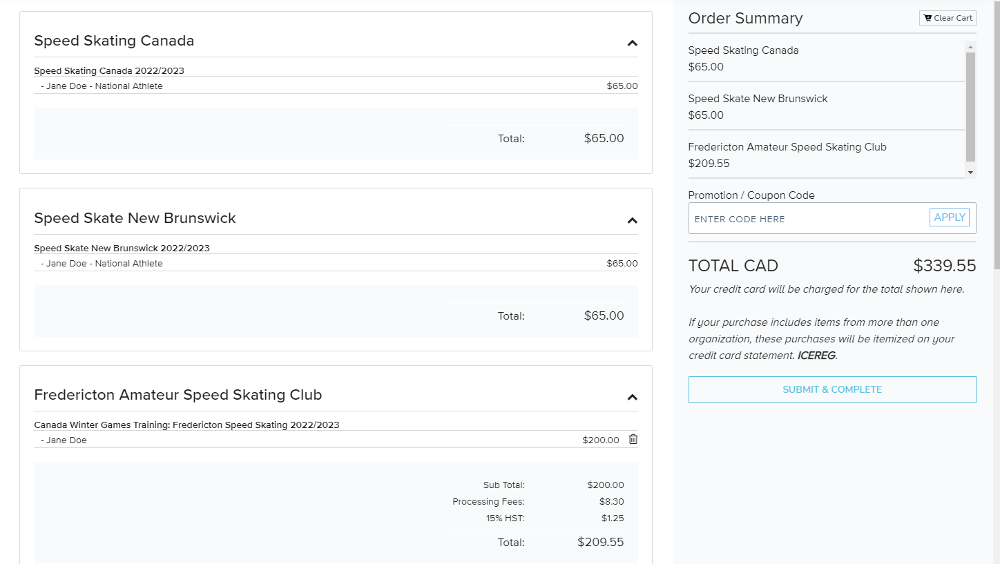 Speed Skating Canada
Speed Skating Canada 2022/2023
- Jane Doe - National Athlete $65.00
Total: $65.00
Speed Skate New Brunswick
Speed Skate New Brunswick 2022/2023
- Jane Doe - National Athlete $65.00
Total: $65.00
Fredericton Amateur Speed Skating Club
Canada Winter Games Training: Fredericton Speed Skating 2022/2023
- Jane Doe $200.00
Sub Total: $200.00
Processing Fees: $8.30
15% HST: $1.25
Total: $209.55
Order Summary
Clear Cart
Speed Skating Canada
$65.00
Speed Skate New Brunswick
$65.00
Fredericton Amateur Speed Skating Club
$209.55
Promotion / Coupon Code
ENTER CODE HERE APPLY
TOTAL CAD $339.55
Your credit card will be charged for the total shown here.
If your purchase includes items from more than one
organization, these purchases will be itemized on your
credit card statement. ICEREG.
SUBMIT & COMPLETE